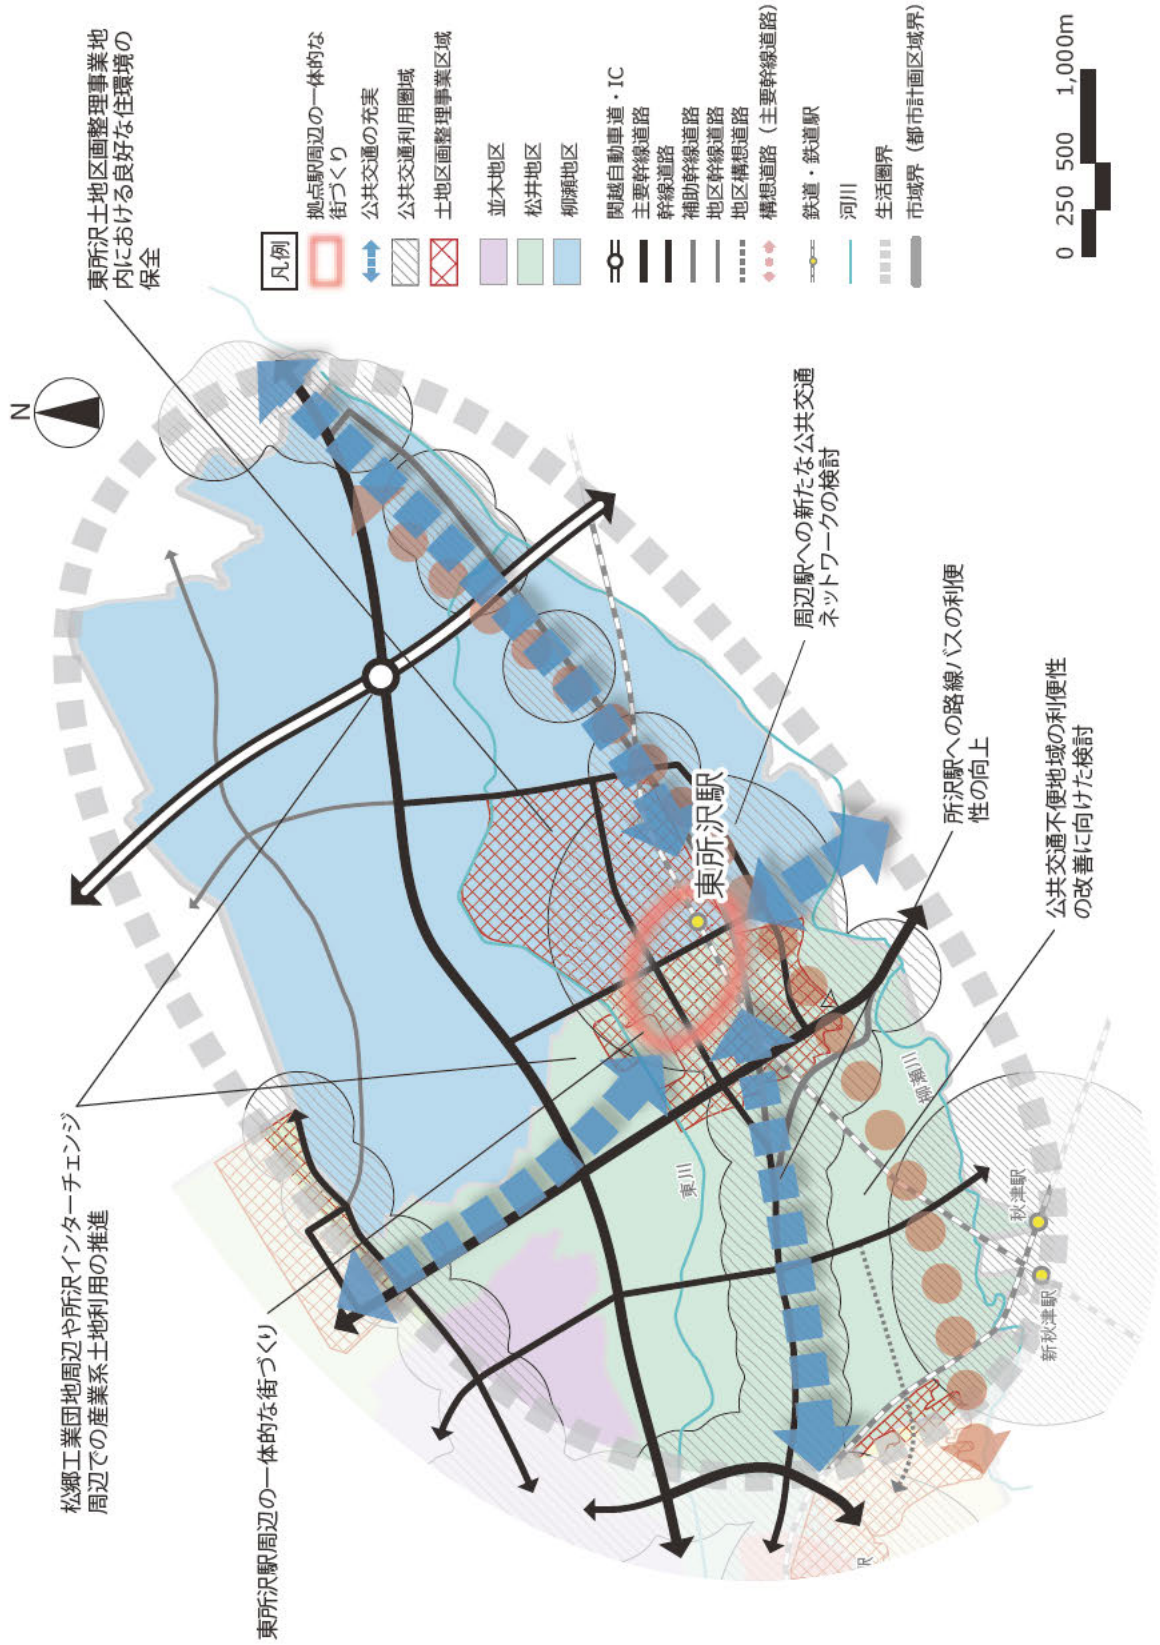 東所沢土地区画整理事業地
内における良好な住環境の
保全
N
凡例
拠点駅周辺の一体的な
街づくり
公共交通の充実
公共交通利用圏域
土地区画整理事業区域
並木地区
松井地区
柳瀬地区
関越自動車道・IC
主要幹線道路
幹線道路
補助幹線道路
地区幹線道路
地区構想道路
構想道路（主要幹線道路）
鉄道・鉄道駅
河川
生活圏界
市域界（都市計画区域界）
0 250 500 1,000m
松郷工業団地周辺や所沢インターチェンジ
周辺での産業系土地利用の推進
東所沢駅周辺の一体的な街づくり
周辺駅への新たな公共交通
ネットワークの検討
所沢駅への路線バスの利便
性の向上
公共交通不便地域の利便性
の改善に向けた検討
東所沢駅
東川
柳瀬川
秋津駅
新秋津駅
駅